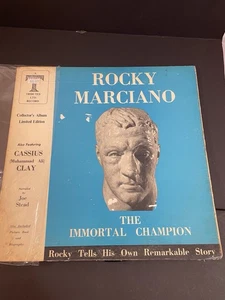 Collector's Album
Limited Edition
Also Featuring
CASSIUS
(Muhammad Ali)
CLAY
Joe
ROCKY
MARCIANO
THE
IMMORTAL CHAMPION
Rocky Tells His Own Remarkable Story